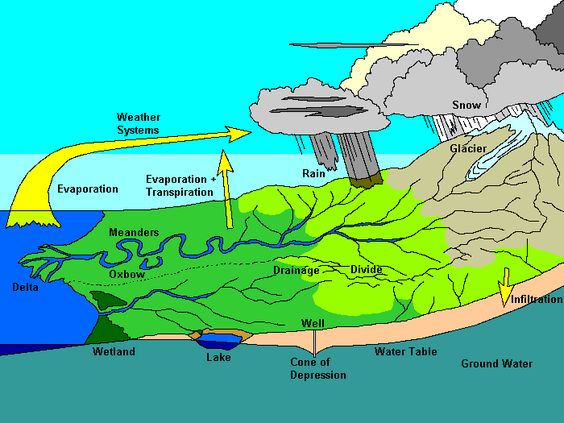 Snow
Weather
Systems
Glacier
Rain
Evaporation +
Transpiration
Evaporation
Meanders
Oxbow
Drainage Divide
Delta
Infiltration
Well
Wetland
Lake
Cone of
Depression
Water Table
Ground Water